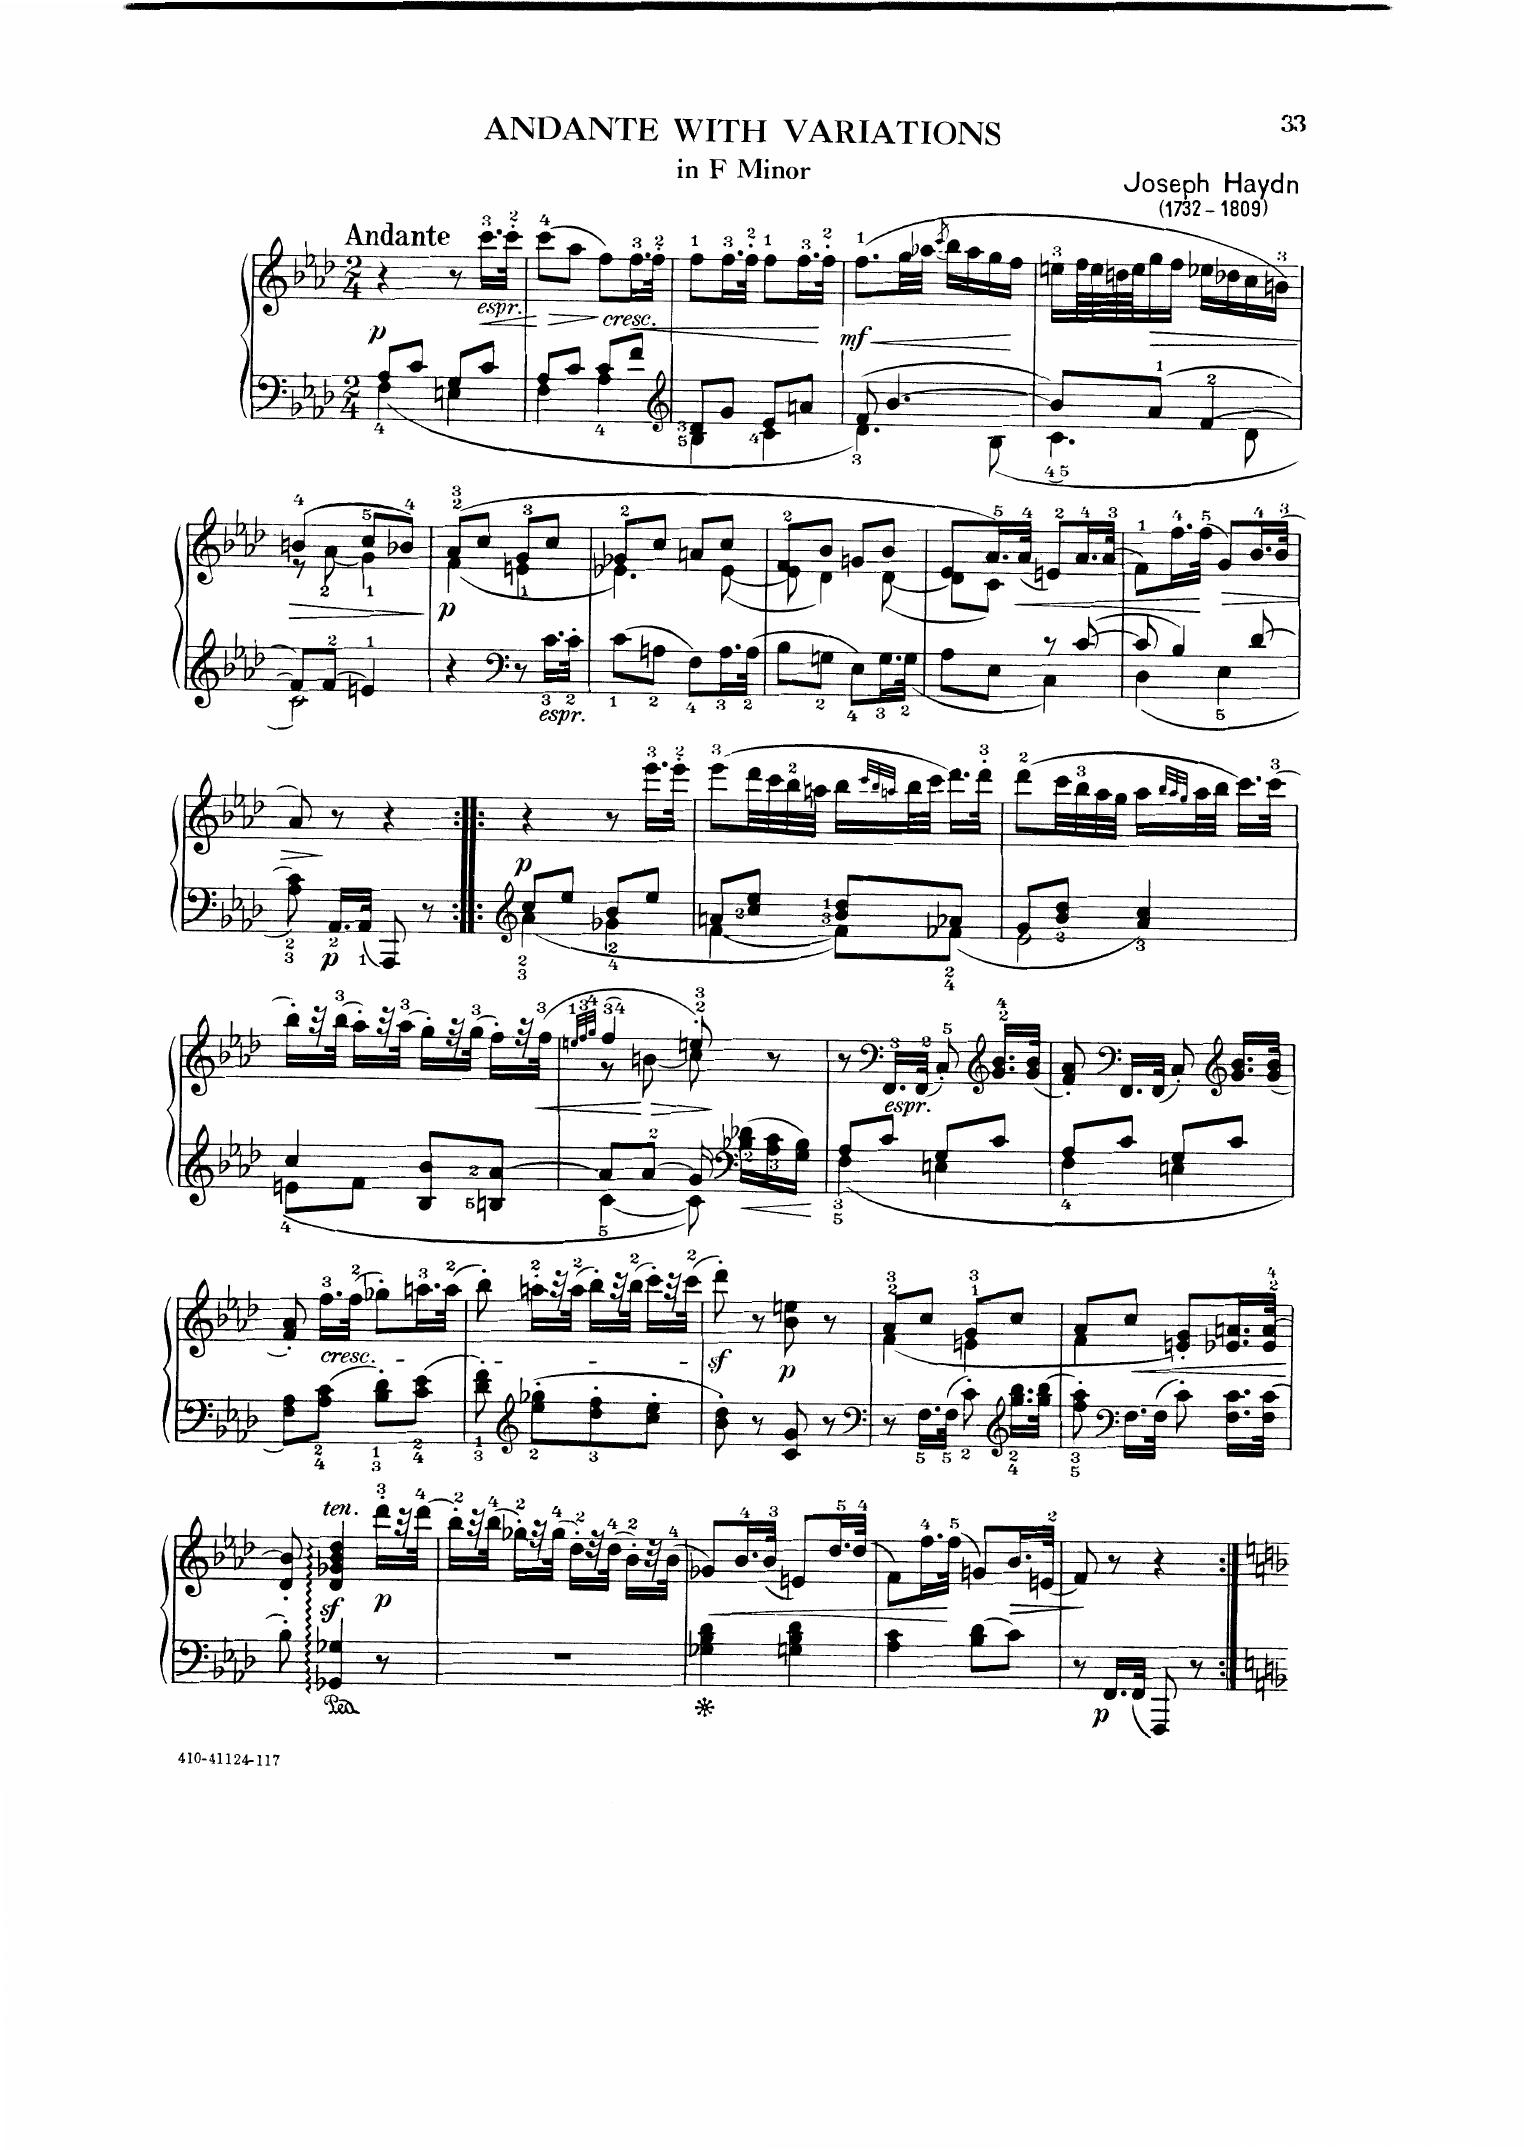 ANDANTE WITH VARIATIONS
33
in F Minor
Joseph Haydn
(1732 - 1809)
Andante
espr.
cresc.
p
mf
p
espr.
p
p
espr.
cresc. - - - -
sf
p
ten.
sf
p
Ped
p
410-41124-117